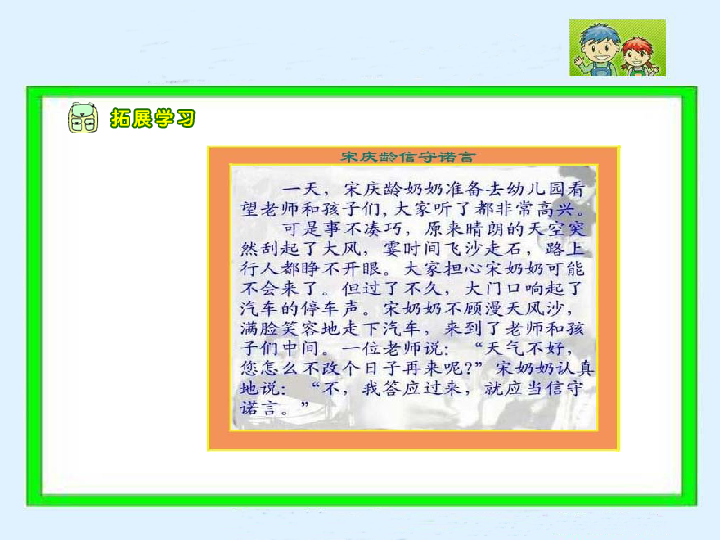 拓展学习
宋庆龄信守诺言
一天，宋庆龄奶奶准备去幼儿园看
望老师和孩子们，大家听了都非常高兴。
可是事不凑巧，原来晴朗的天空突
然刮起了大风，霎时间飞沙走石，路上
行人都睁不开眼。大家担心宋奶奶可能
不会来了。但过了不久，大门口响起了
汽车的停车声。宋奶奶不顾漫天风沙，
满脸笑容地走下汽车，来到了老师和孩
子们中间。一位老师说：“天气不好，
您怎么不改个日子再来呢？”宋奶奶认真
地说：“不，我答应过来，就应当信守
诺言。”